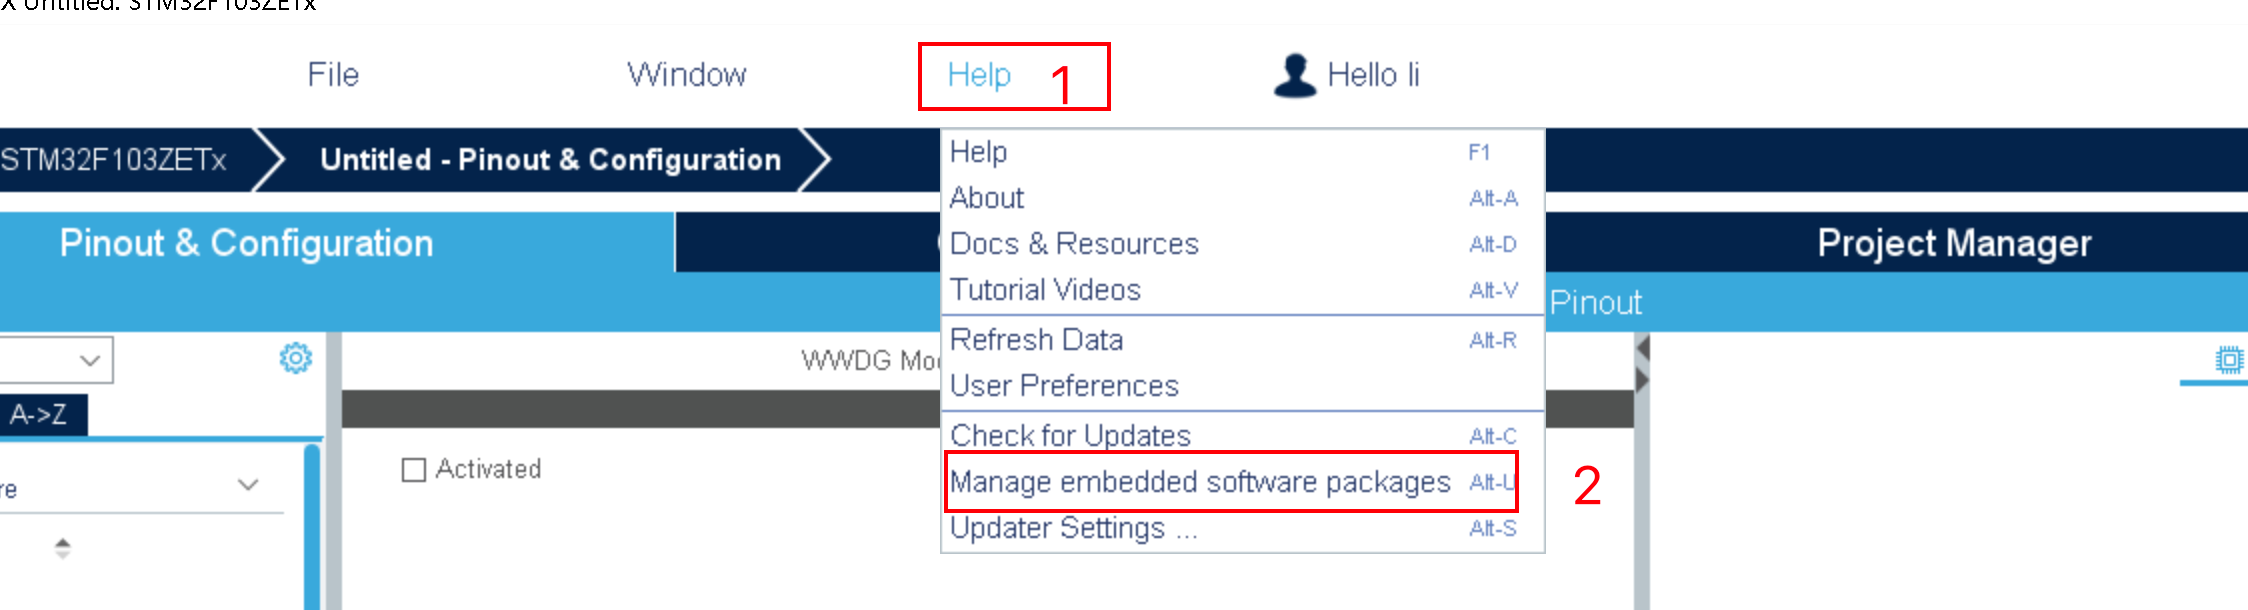 X Untitled: STM32F103ZETx
File Window Help 1 Hello li
STM32F103ZETx Untitled - Pinout & Configuration
Help F1
About Alt-A
Docs & Resources Alt-D
Tutorial Videos Alt-V
Refresh Data Alt-R
User Preferences
Check for Updates Alt-C
Manage embedded software packages Alt-U 2
Updater Settings ... Alt-S
Pinout & Configuration
Project Manager
Pinout
WWDG Mo
A->Z
Activated
re